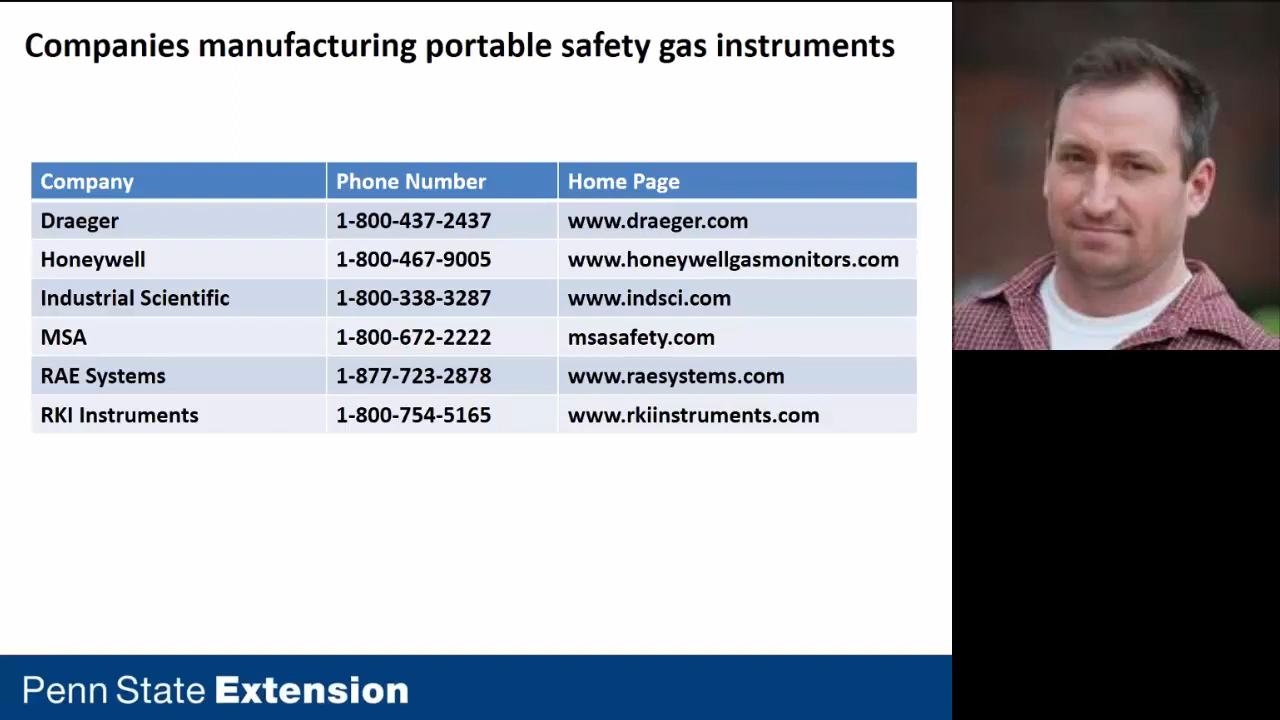 Companies manufacturing portable safety gas instruments
Company Phone Number Home Page
Draeger 1-800-437-2437 www.draeger.com
Honeywell 1-800-467-9005 www.honeywellgasmonitors.com
Industrial Scientific 1-800-338-3287 www.indsci.com
MSA 1-800-672-2222 msasafety.com
RAE Systems 1-877-723-2878 www.raesystems.com
RKI Instruments 1-800-754-5165 www.rkiinstruments.com
Penn State Extension